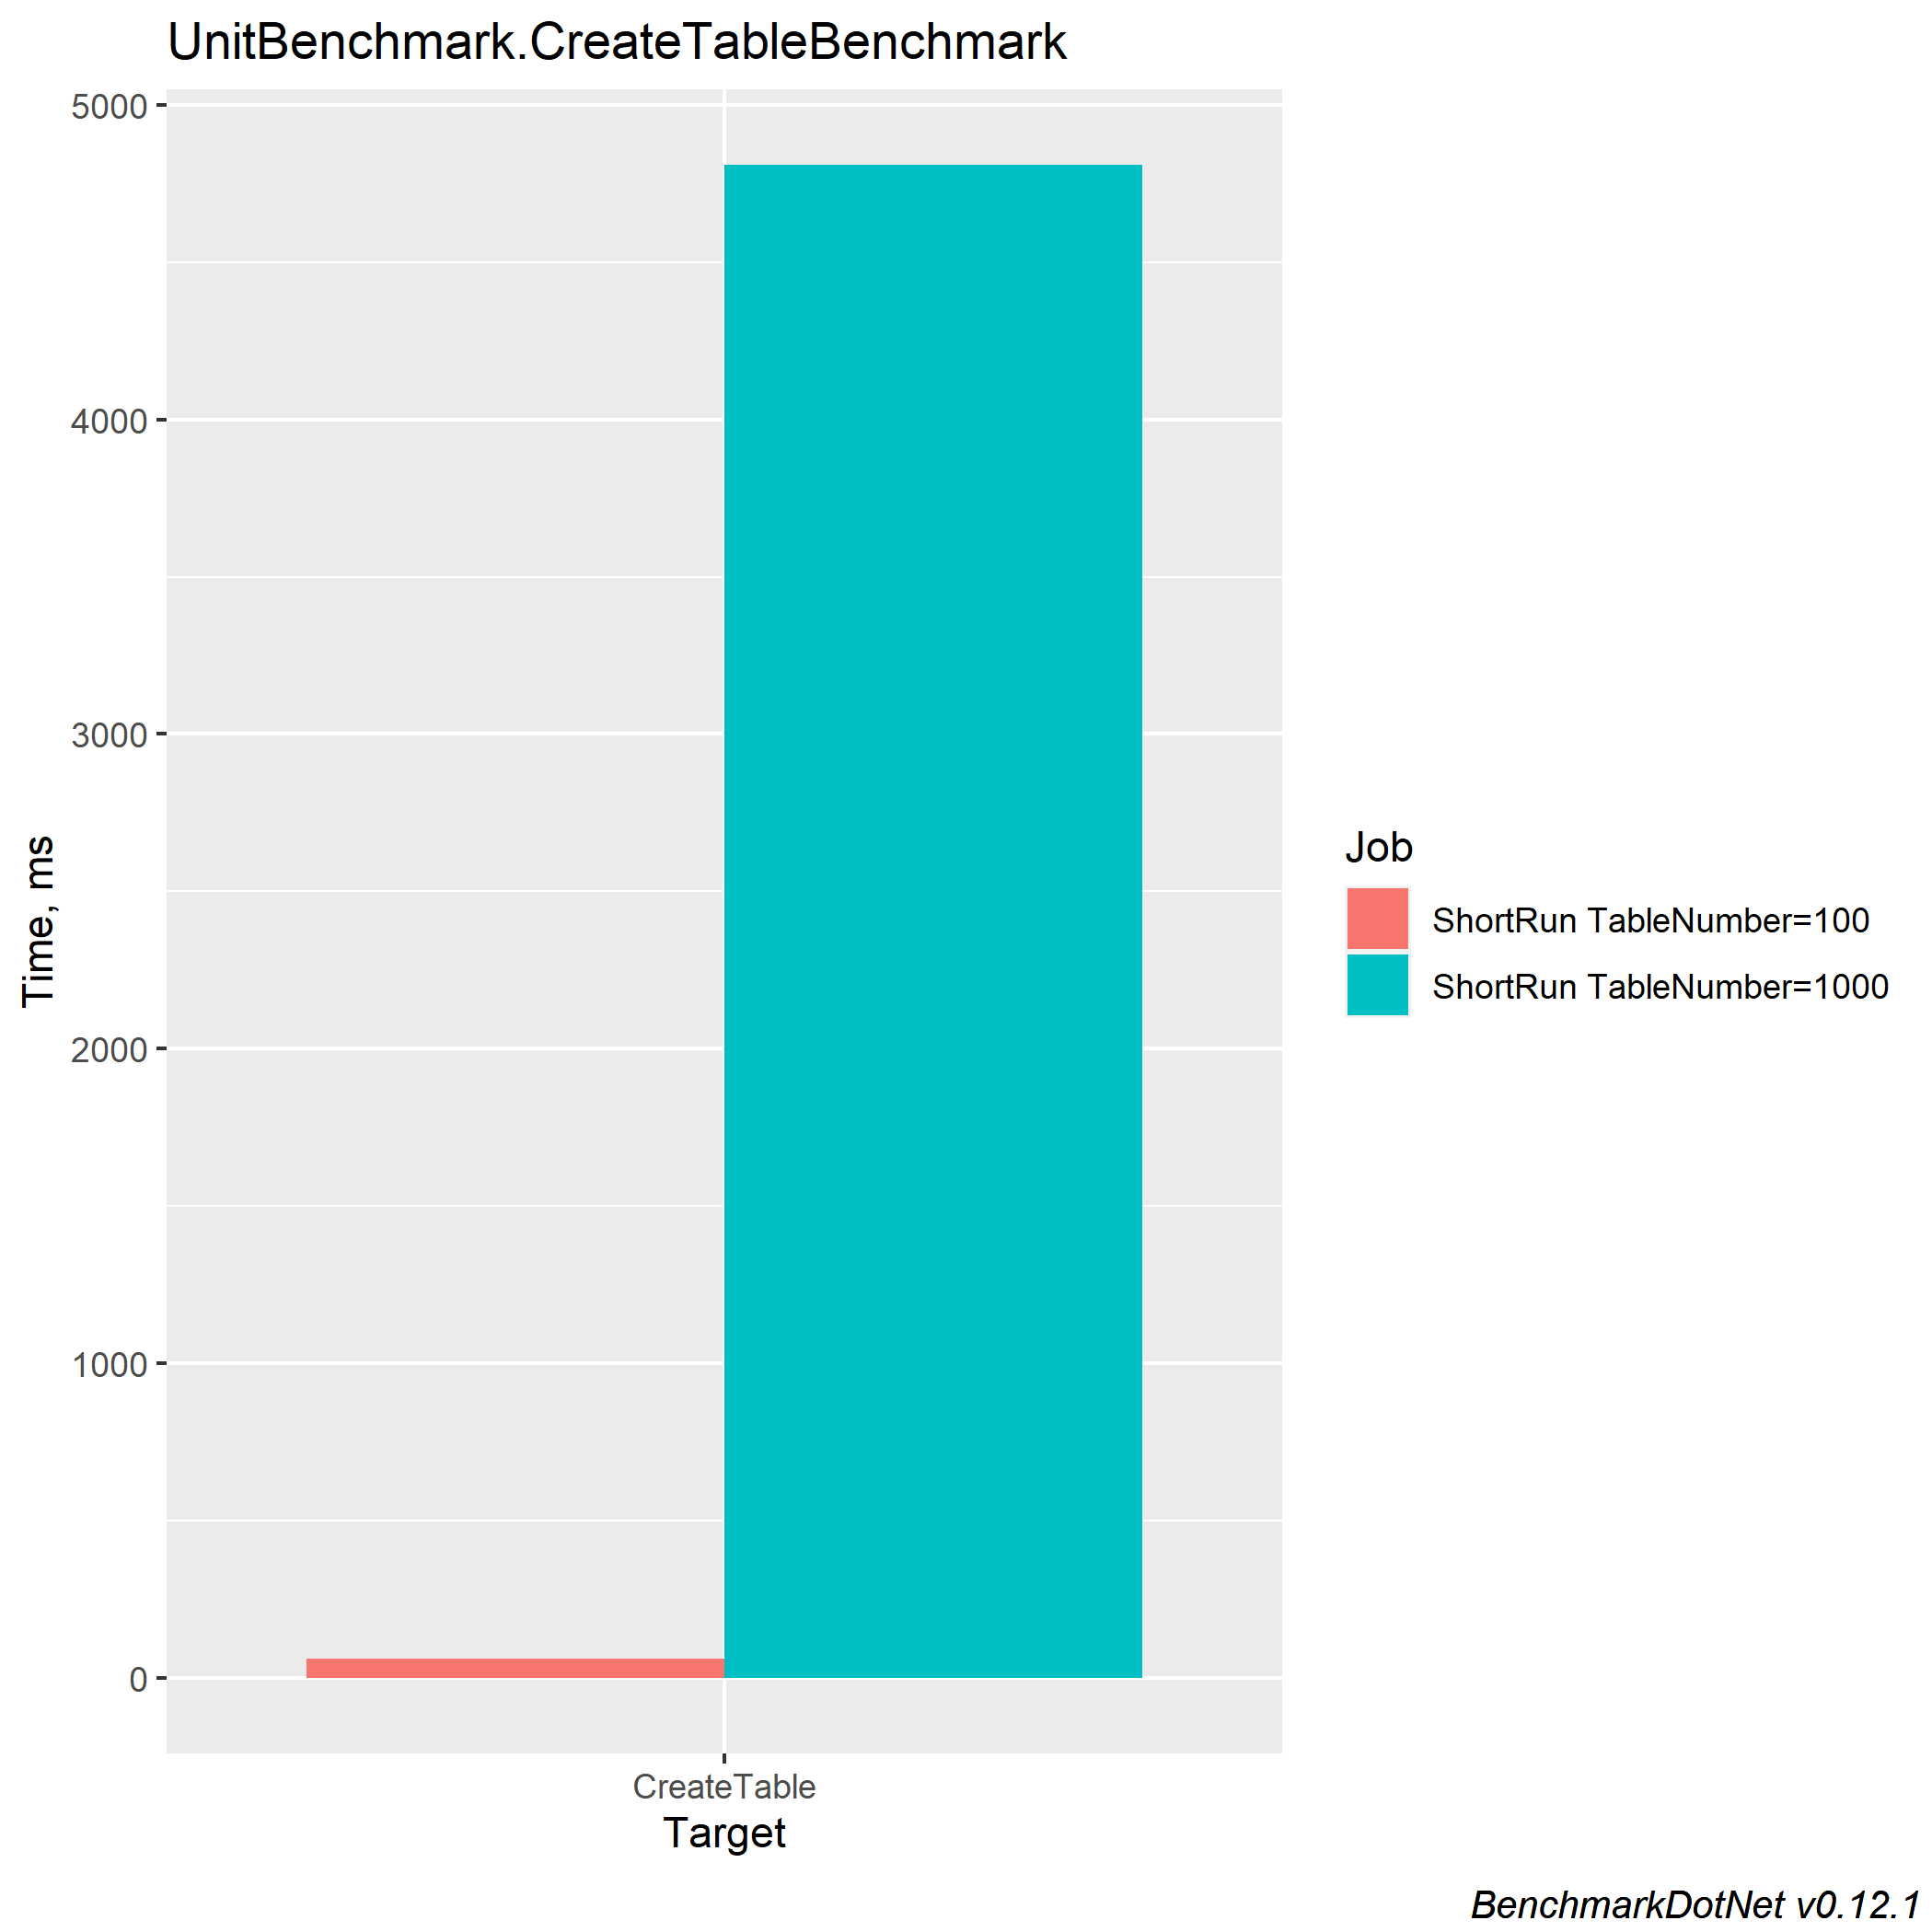 UnitBenchmark.CreateTableBenchmark
5000
4000
3000
2000
1000
0
Time, ms
CreateTable
Target
Job
ShortRun TableNumber=100
ShortRun TableNumber=1000
BenchmarkDotNet v0.12.1